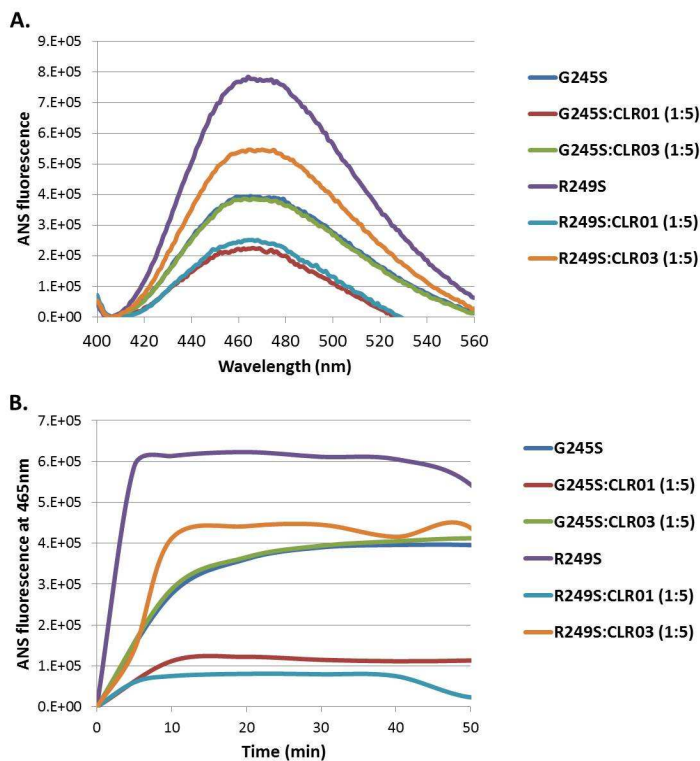 A.
9.E+05
8.E+05
7.E+05
6.E+05
5.E+05
4.E+05
3.E+05
2.E+05
1.E+05
0.E+00
ANS fluorescence
400 420 440 460 480 500 520 540 560
Wavelength (nm)
G245S
G245S:CLR01 (1:5)
G245S:CLR03 (1:5)
R249S
R249S:CLR01 (1:5)
R249S:CLR03 (1:5)
B.
7.E+05
6.E+05
5.E+05
4.E+05
3.E+05
2.E+05
1.E+05
0.E+00
ANS fluorescence at 465nm
0 10 20 30 40 50
Time (min)
G245S
G245S:CLR01 (1:5)
G245S:CLR03 (1:5)
R249S
R249S:CLR01 (1:5)
R249S:CLR03 (1:5)